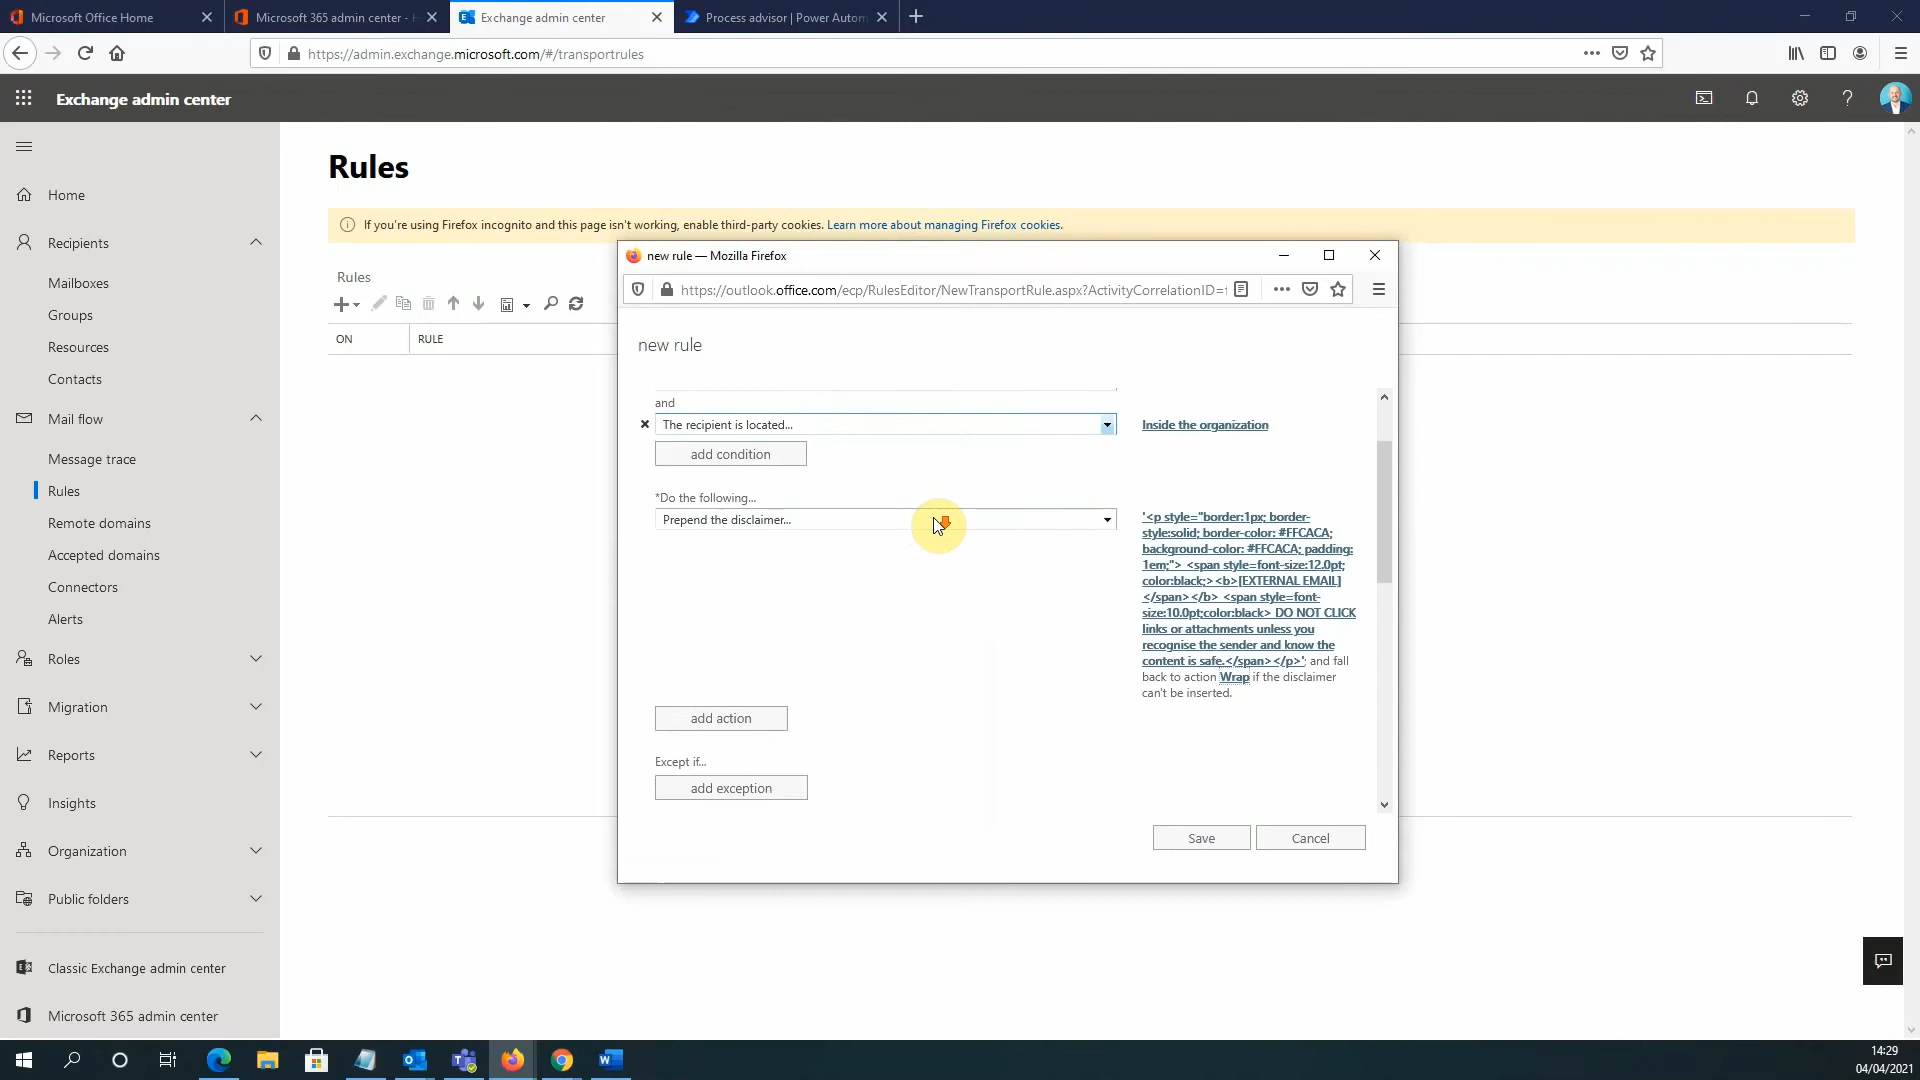 Microsoft Office Home
Microsoft 365 admin center -
Exchange admin center
Process advisor | Power Autom
https://admin.exchange.microsoft.com/#/transportrules
Exchange admin center
Home
Recipients
Mailboxes
Groups
Resources
Contacts
Mail flow
Message trace
Rules
Remote domains
Accepted domains
Connectors
Alerts
Roles
Migration
Reports
Insights
Organization
Public folders
Classic Exchange admin center
Microsoft 365 admin center
Rules
If you're using Firefox incognito and this page isn't working, enable third-party cookies. Learn more about managing Firefox cookies.
Rules
ON
RULE
new rule — Mozilla Firefox
https://outlook.office.com/ecp/RulesEditor/NewTransportRule.aspx?ActivityCorrelationID=
new rule
and
The recipient is located...
Inside the organization
add condition
*Do the following...
Prepend the disclaimer...
'<p style="border:1px; border-
style:solid; border-color: #FFCACA;
background-color: #FFCACA; padding:
1em;"> <span style=font-size:12.0pt;
color:black;><b>[EXTERNAL EMAIL]
</span></b> <span style=font-
size:10.0pt;color:black> DO NOT CLICK
links or attachments unless you
recognise the sender and know the
content is safe.</span></p>'; and fall
back to action Wrap if the disclaimer
can't be inserted.
add action
Except if...
add exception
Save
Cancel
14:29
04/04/2021